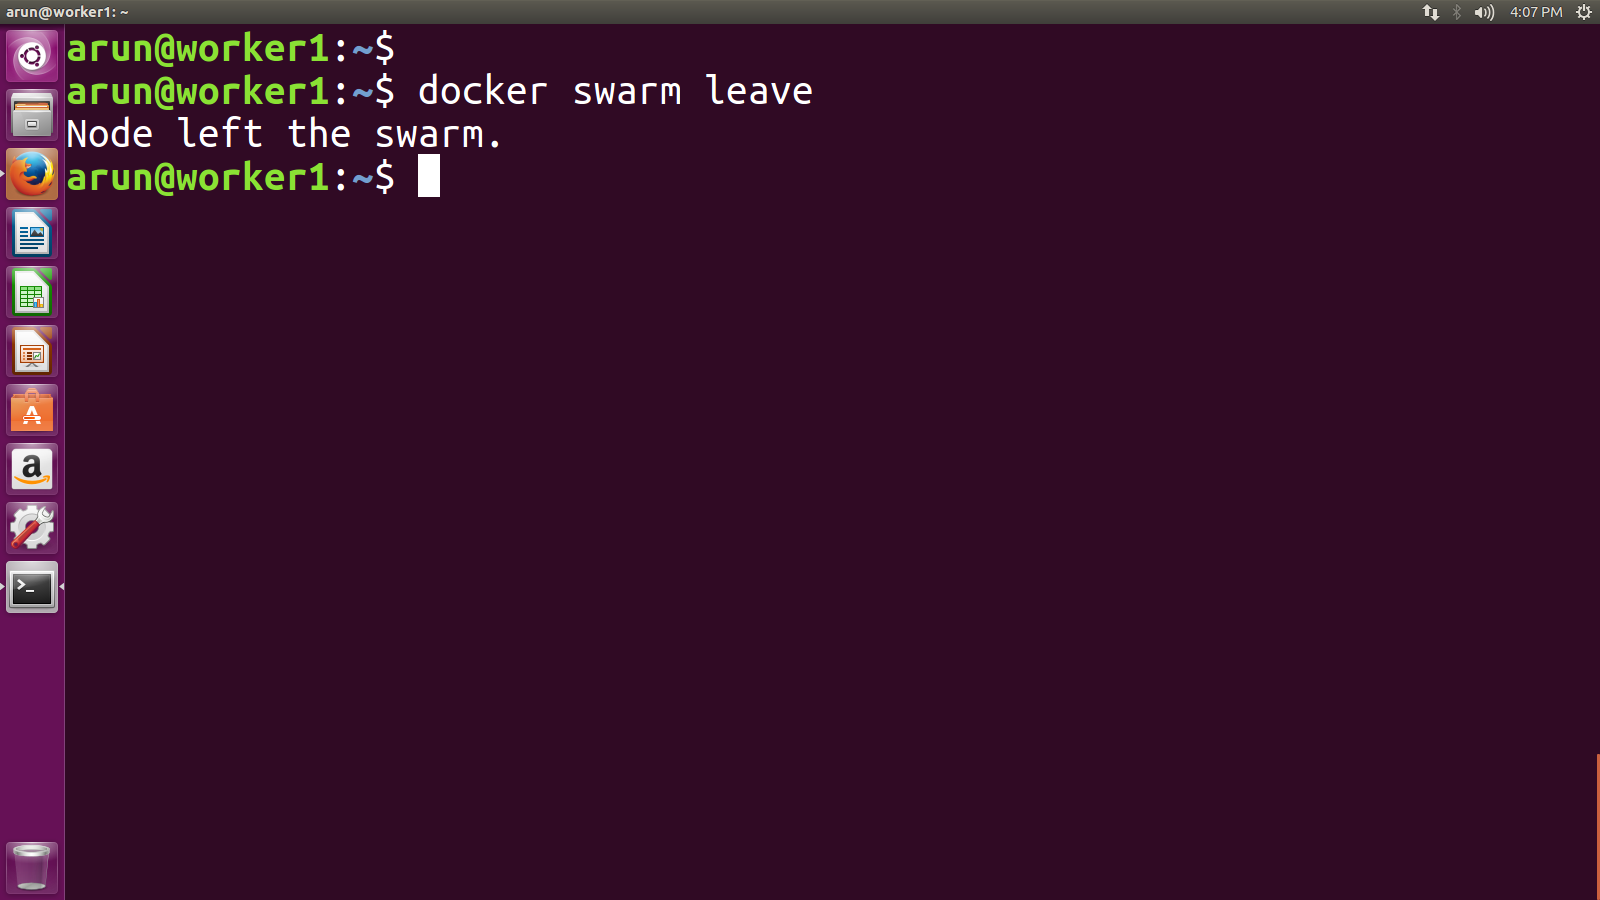 arun@worker1: ~
4:07 PM
arun@worker1:~$
arun@worker1:~$ docker swarm leave
Node left the swarm.
arun@worker1:~$